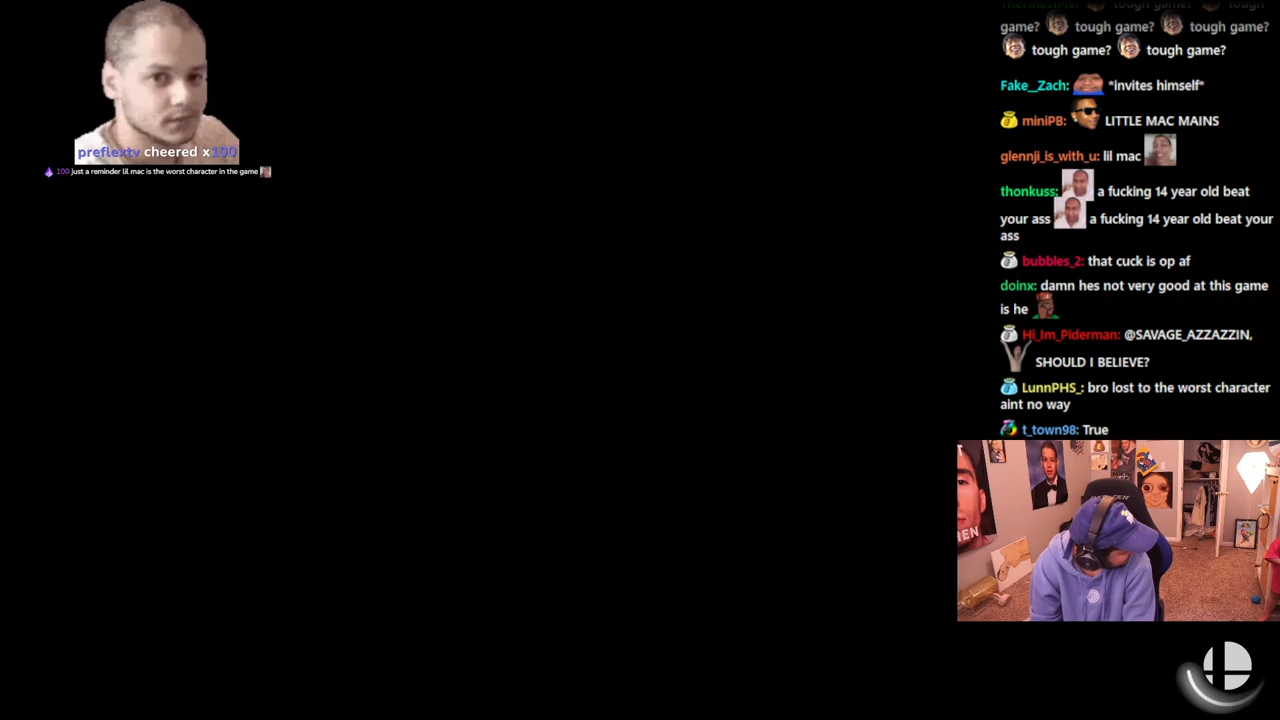 preflextv cheered x100
100 just a reminder lil mac is the worst character in the game
tough game? tough game?
game? tough game? tough game?
tough game? tough game?
Fake__Zach: *invites himself*
miniPB: LITTLE MAC MAINS
glennji_is_with_u: lil mac
thonkuss: a fucking 14 year old beat
your ass a fucking 14 year old beat your
ass
bubbles_2: that cuck is op af
doinx: damn hes not very good at this game
is he
Hi_Im_Piderman: @SAVAGE_AZZAZZIN,
SHOULD I BELIEVE?
LunnPHS_: bro lost to the worst character
aint no way
t_town98: True